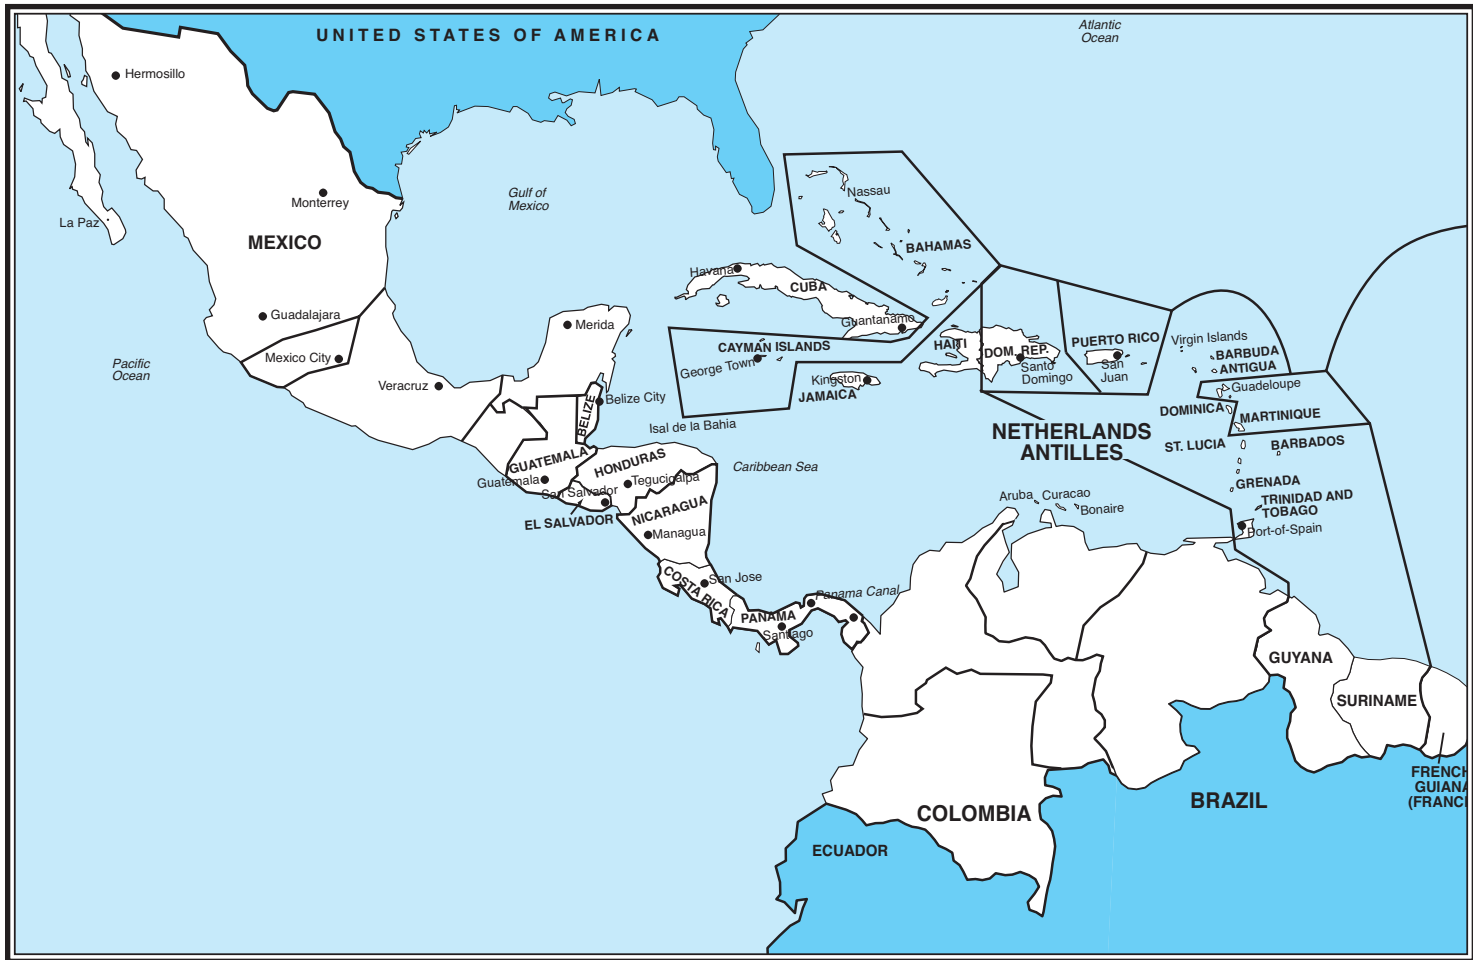 UNITED STATES OF AMERICA
Atlantic
Ocean
Hermosillo
Monterrey
La Paz
MEXICO
Gulf of
Mexico
Nassau
BAHAMAS
Havana
CUBA
Guantanamo
Guadalajara
Mexico City
Merida
Veracruz
Pacific
Ocean
CAYMAN ISLANDS
George Town
Kingston
JAMAICA
HAITI
DOM. REP.
Santo
Domingo
PUERTO RICO
San
Juan
Virgin Islands
BARBUDA
ANTIGUA
Guadeloupe
DOMINICA
MARTINIQUE
ST. LUCIA
BARBADOS
GRENADA
TRINIDAD AND
TOBAGO
Port-of-Spain
Belize City
BELIZE
Isal de la Bahia
Caribbean Sea
NETHERLANDS
ANTILLES
Aruba
Curacao
Bonaire
GUATEMALA
Guatemala
HONDURAS
Tegucigalpa
San Salvador
EL SALVADOR
NICARAGUA
Managua
COSTA RICA
San Jose
PANAMA
Santiago
Panama Canal
GUYANA
SURINAME
FRENCH
GUIANA
(FRANC
COLOMBIA
BRAZIL
ECUADOR